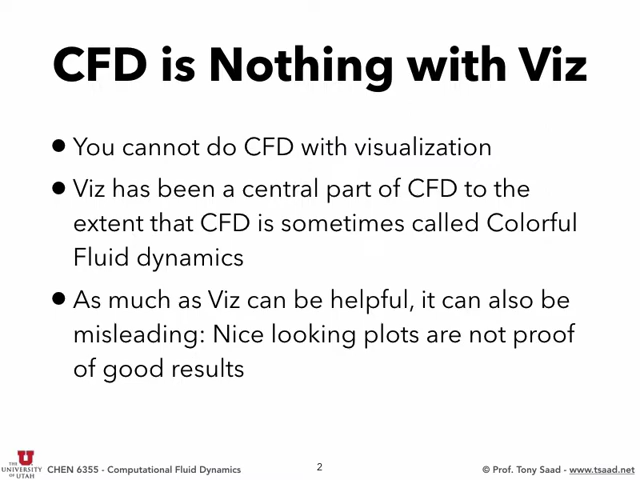 CFD is Nothing with Viz
● You cannot do CFD with visualization
● Viz has been a central part of CFD to the
extent that CFD is sometimes called Colorful
Fluid dynamics
● As much as Viz can be helpful, it can also be
misleading: Nice looking plots are not proof
of good results
THE
UNIVERSITY
OF UTAH
CHEN 6355 - Computational Fluid Dynamics
2
© Prof. Tony Saad - www.tsaad.net